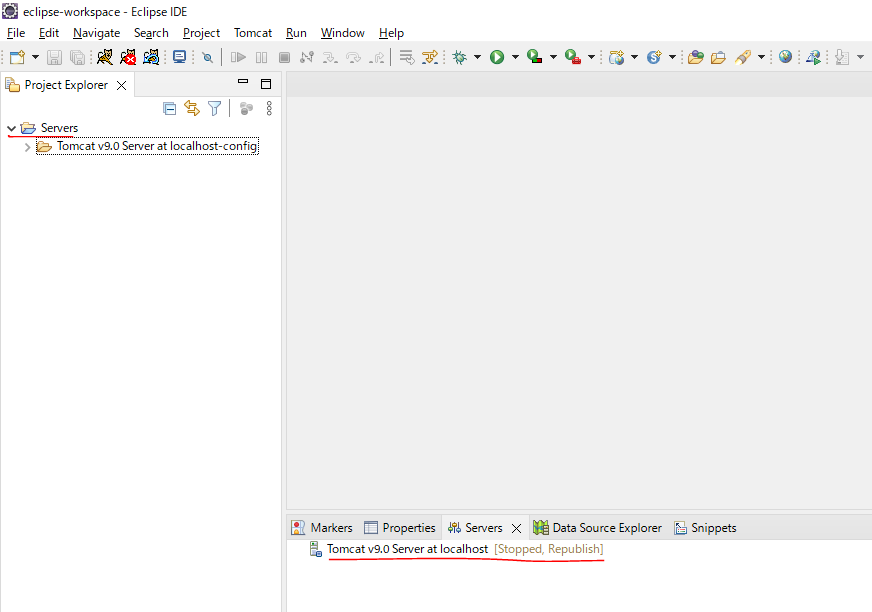 eclipse-workspace - Eclipse IDE
File Edit Navigate Search Project Tomcat Run Window Help
Project Explorer
Servers
Tomcat v9.0 Server at localhost-config
Markers Properties Servers Data Source Explorer Snippets
Tomcat v9.0 Server at localhost [Stopped, Republish]